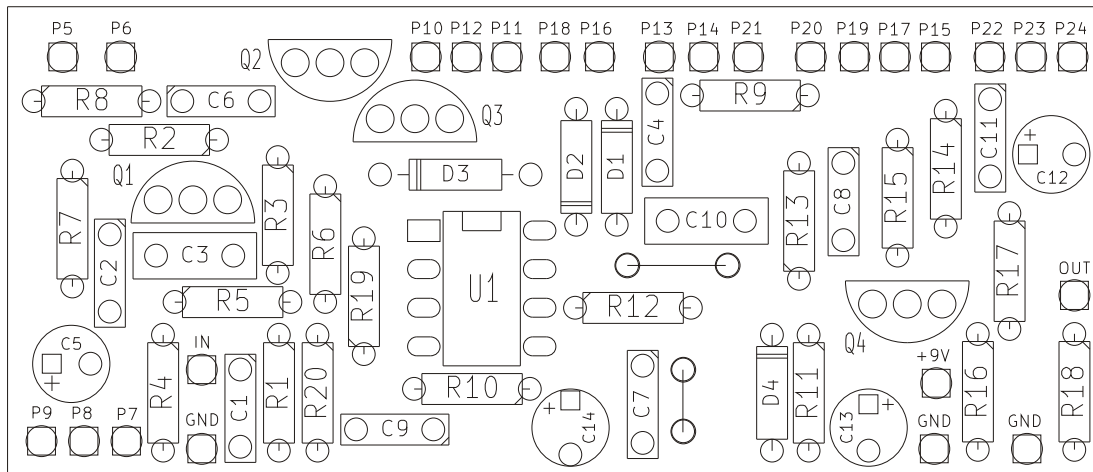 P5 P6 P10 P12 P11 P18 P16 P13 P14 P21 P20 P19 P17 P15 P22 P23 P24
Q2
R8 C6 R9
Q3 C4 C11 +
R2 R14
D2 D1 C12
Q1 D3
R7 R3 R6 C10 R13 C8 R15
C3 R17
C2 R19 U1 OUT
R5 R12
C5 + IN Q4 +9V
R4 C1 R1 R20 R10 C7 D4 R11 R16 R18
P9 P8 P7 GND C9 + C14 C13 + GND GND